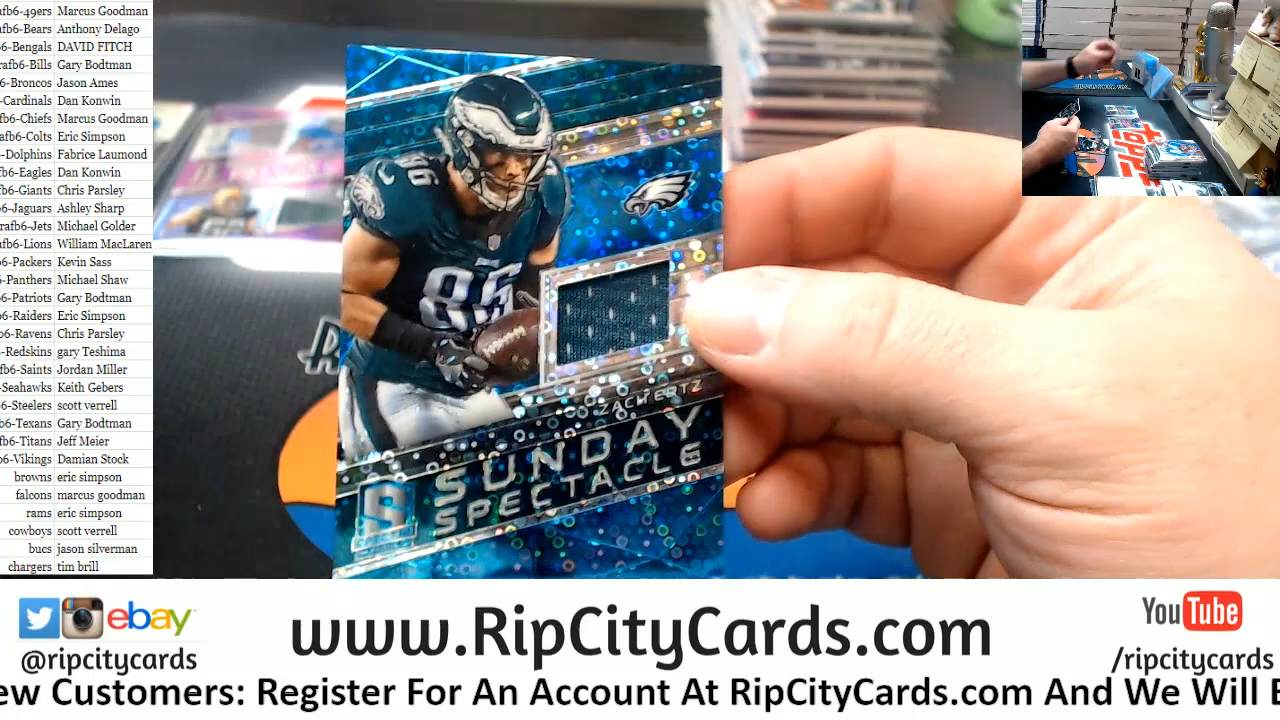 afb6-49ers Marcus Goodman
afb6-Bears Anthony Delago
6-Bengals DAVID FITCH
rafb6-Bills Gary Bodtman
6-Broncos Jason Ames
-Cardinals Dan Konwin
fb6-Chiefs Marcus Goodman
afb6-Colts Eric Simpson
-Dolphins Fabrice Laumond
b6-Eagles Dan Konwin
fb6-Giants Chris Parsley
6-Jaguars Ashley Sharp
rafb6-Jets Michael Golder
afb6-Lions William MacLaren
6-Packers Kevin Sass
-Panthers Michael Shaw
6-Patriots Gary Bodtman
b6-Raiders Eric Simpson
b6-Ravens Chris Parsley
-Redskins gary Teshima
fb6-Saints Jordan Miller
-Seahawks Keith Gebers
6-Steelers scott verrell
b6-Texans Gary Bodtman
fb6-Titans Jeff Meier
6-Vikings Damian Stock
browns eric simpson
falcons marcus goodman
rams eric simpson
cowboys scott verrell
bucs jason silverman
chargers tim brill
86
86
ZACH ERTZ
SUNDAY
SPECTACLE
S
TOPPS
ebay
@ripcitycards
www.RipCityCards.com
YouTube
/ripcitycards
ew Customers: Register For An Account At RipCityCards.com And We Will E